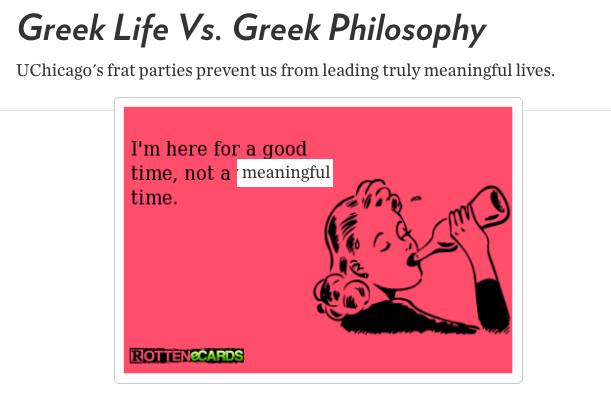 Greek Life Vs. Greek Philosophy
UChicago's frat parties prevent us from leading truly meaningful lives.
I'm here for a good
time, not a meaningful
time.
ROTTENeCARDS